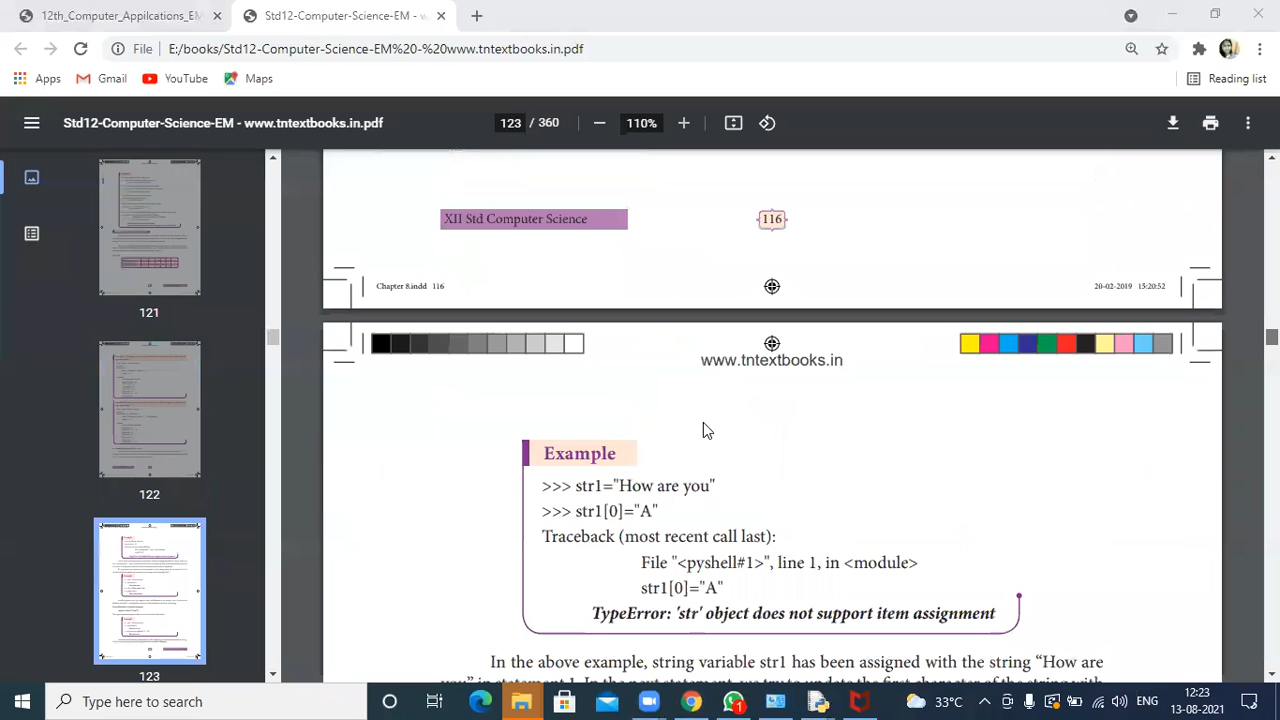 12th_Computer_Applications_EM
Std12-Computer-Science-EM - w
File
E:/books/Std12-Computer-Science-EM%20-%20www.tntextbooks.in.pdf
Apps
Gmail
YouTube
Maps
Reading list
Std12-Computer-Science-EM - www.tntextbooks.in.pdf
123 / 360
110%
121
122
123
XII Std Computer Science
116
Chapter 8.indd 116
20-02-2019 15:20:52
www.tntextbooks.in
Example
>>> str1="How are you"
>>> str1[0]="A"
Traceback (most recent call last):
File "<pyshell#1>", line 1, in <module>
str1[0]="A"
TypeError: 'str' object does not support item assignment
In the above example, string variable str1 has been assigned with the string “How are
Type here to search
1
33°C
ENG
12:23
13-08-2021